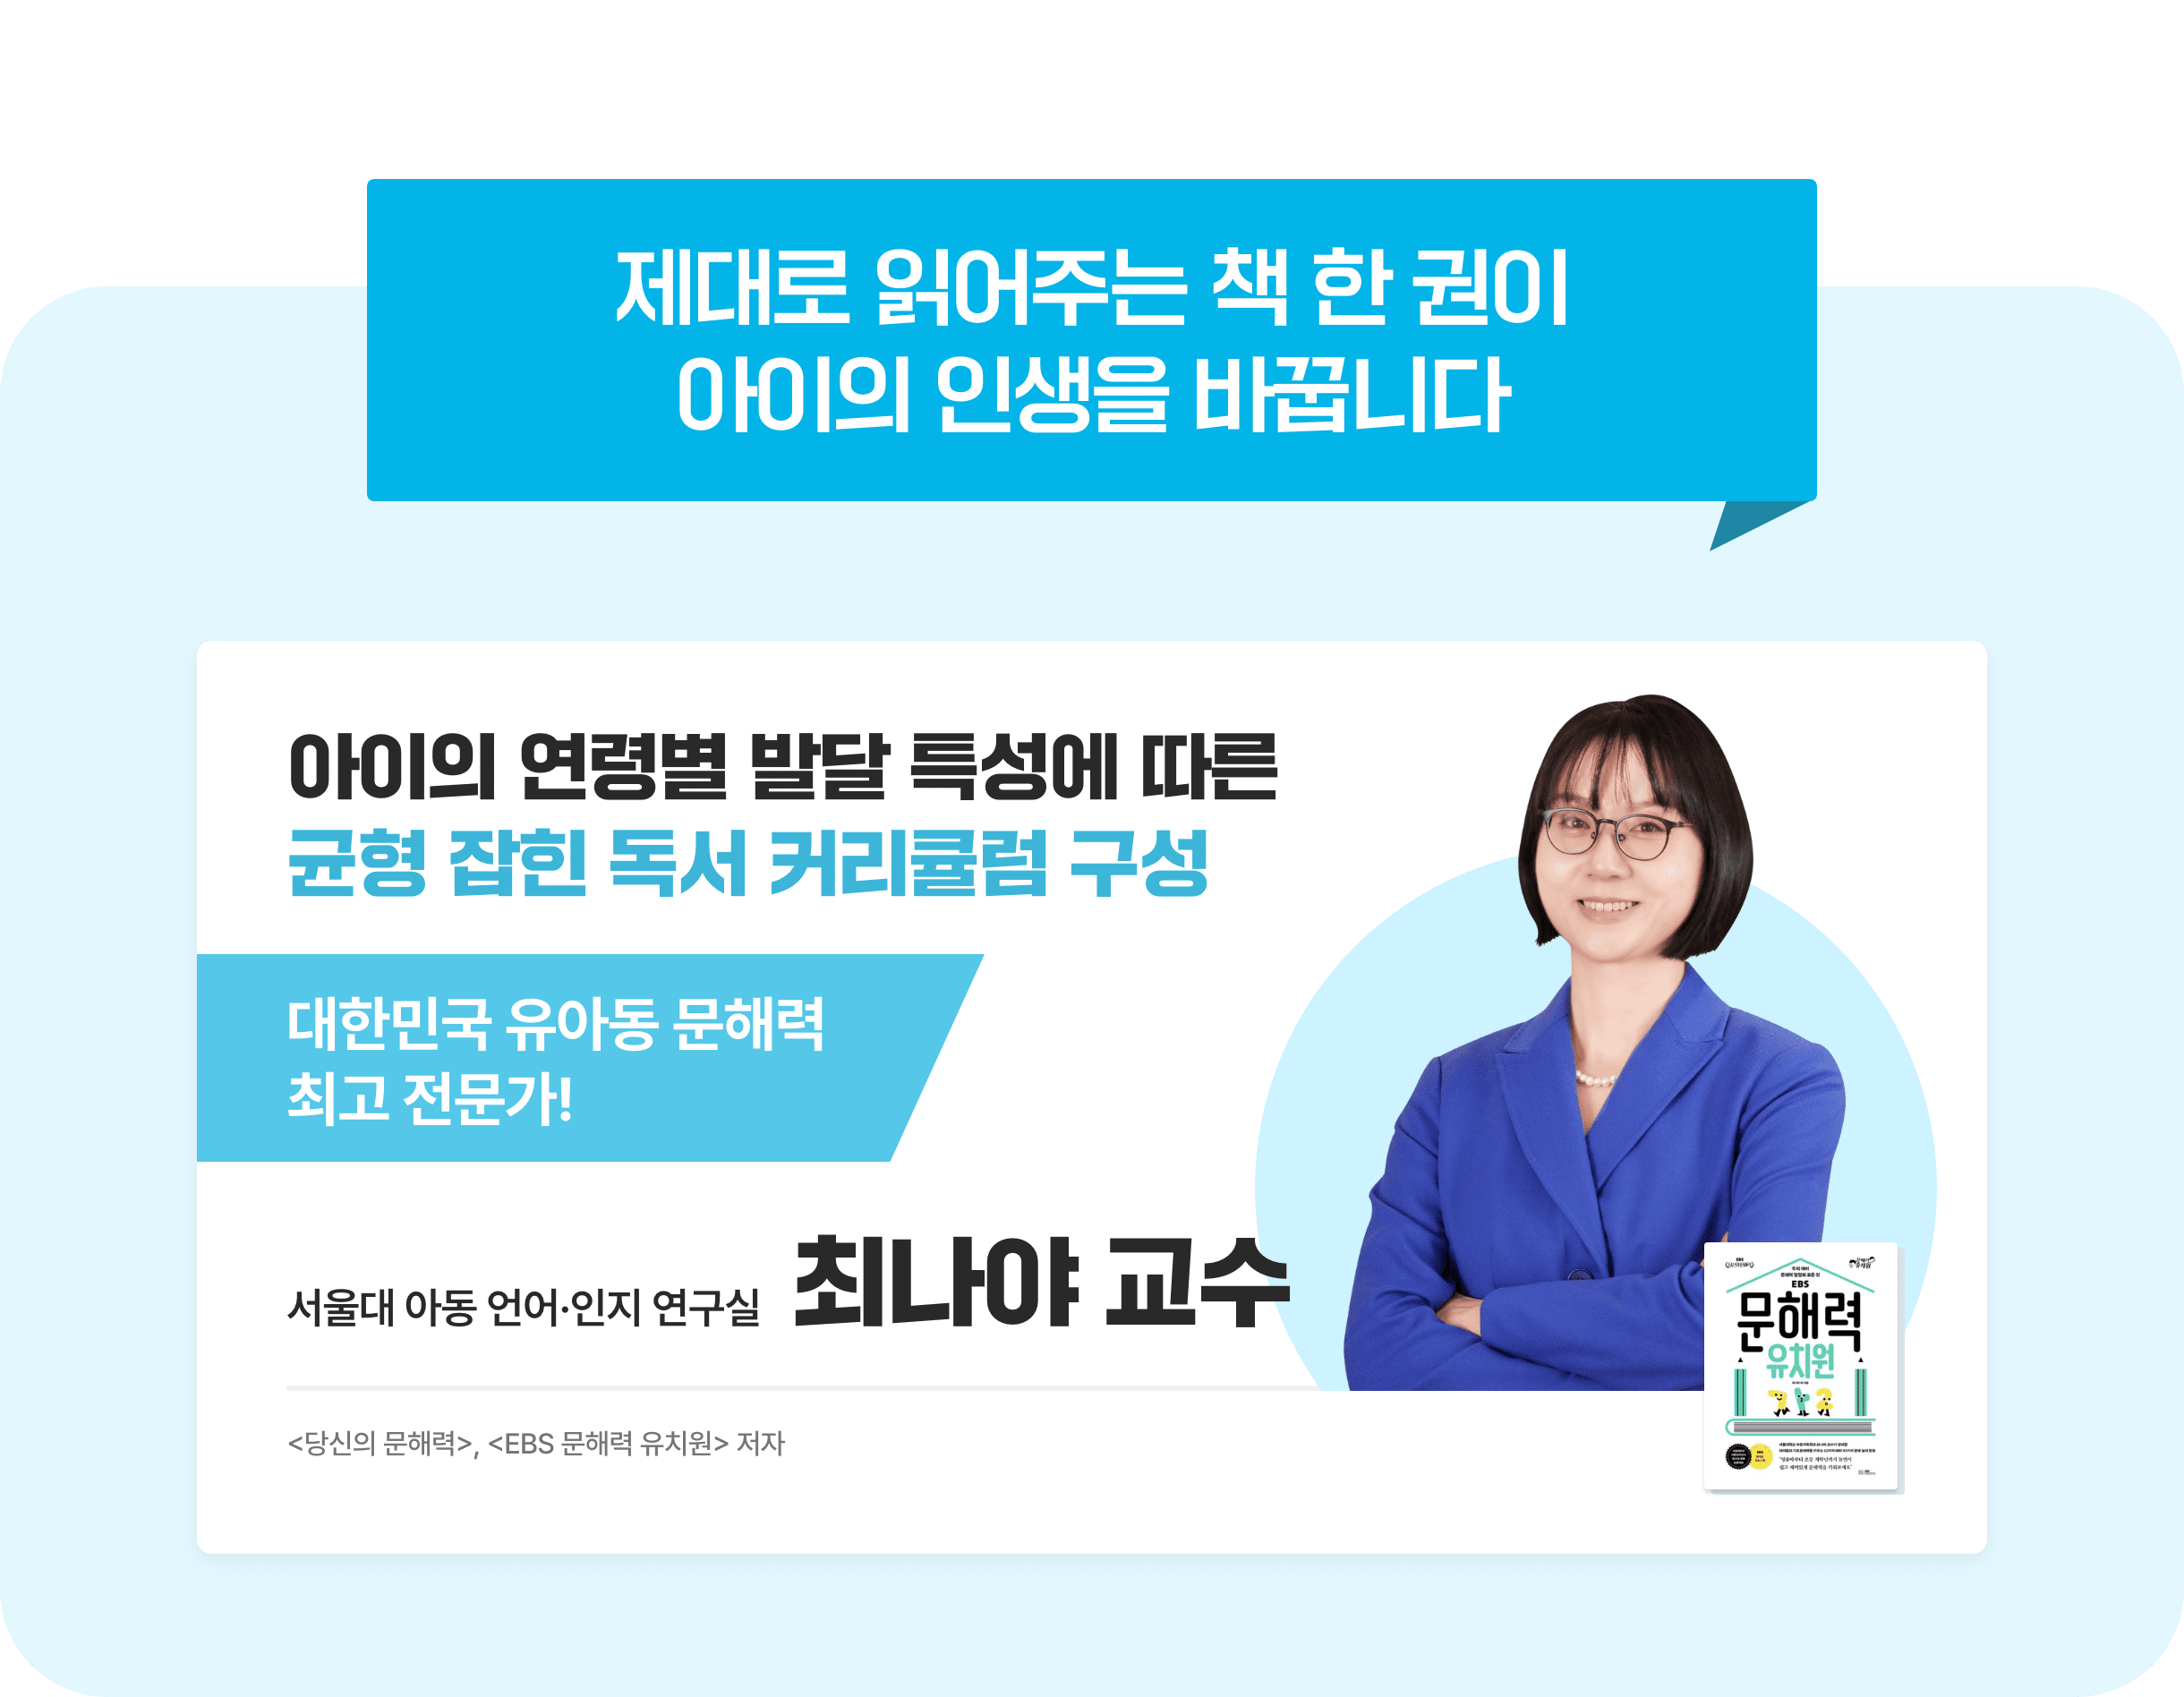 제대로 읽어주는 책 한 권이
아이의 인생을 바꿉니다
아이의 연령별 발달 특성에 따른
균형 잡힌 독서 커리큘럼 구성
대한민국 유아동 문해력
최고 전문가!
서울대 아동 언어·인지 연구실 최나야 교수
<당신의 문해력>, <EBS 문해력 유치원> 저자
EBS
문해력
유치원